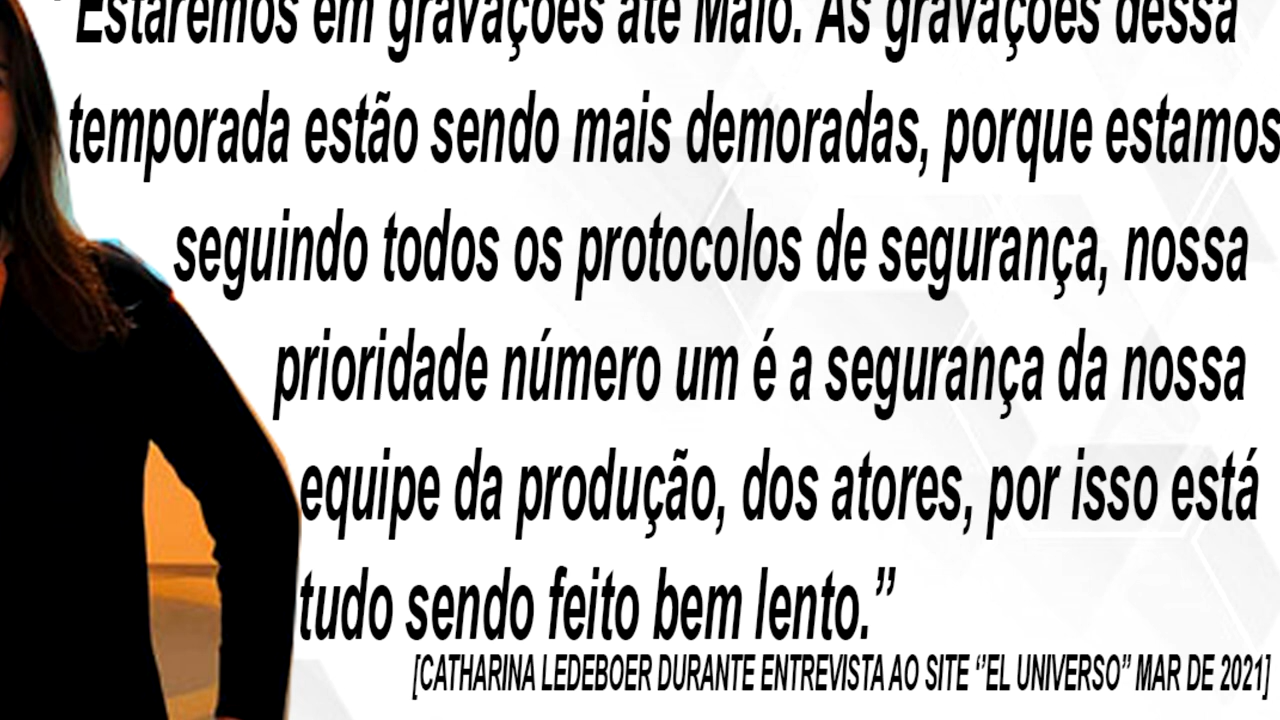 "Estaremos em gravações até Maio. As gravações dessa
temporada estão sendo mais demoradas, porque estamos
seguindo todos os protocolos de segurança, nossa
prioridade número um é a segurança da nossa
equipe da produção, dos atores, por isso está
tudo sendo feito bem lento.”
[CATHARINA LEDEBOER DURANTE ENTREVISTA AO SITE “EL UNIVERSO” MAR DE 2021]